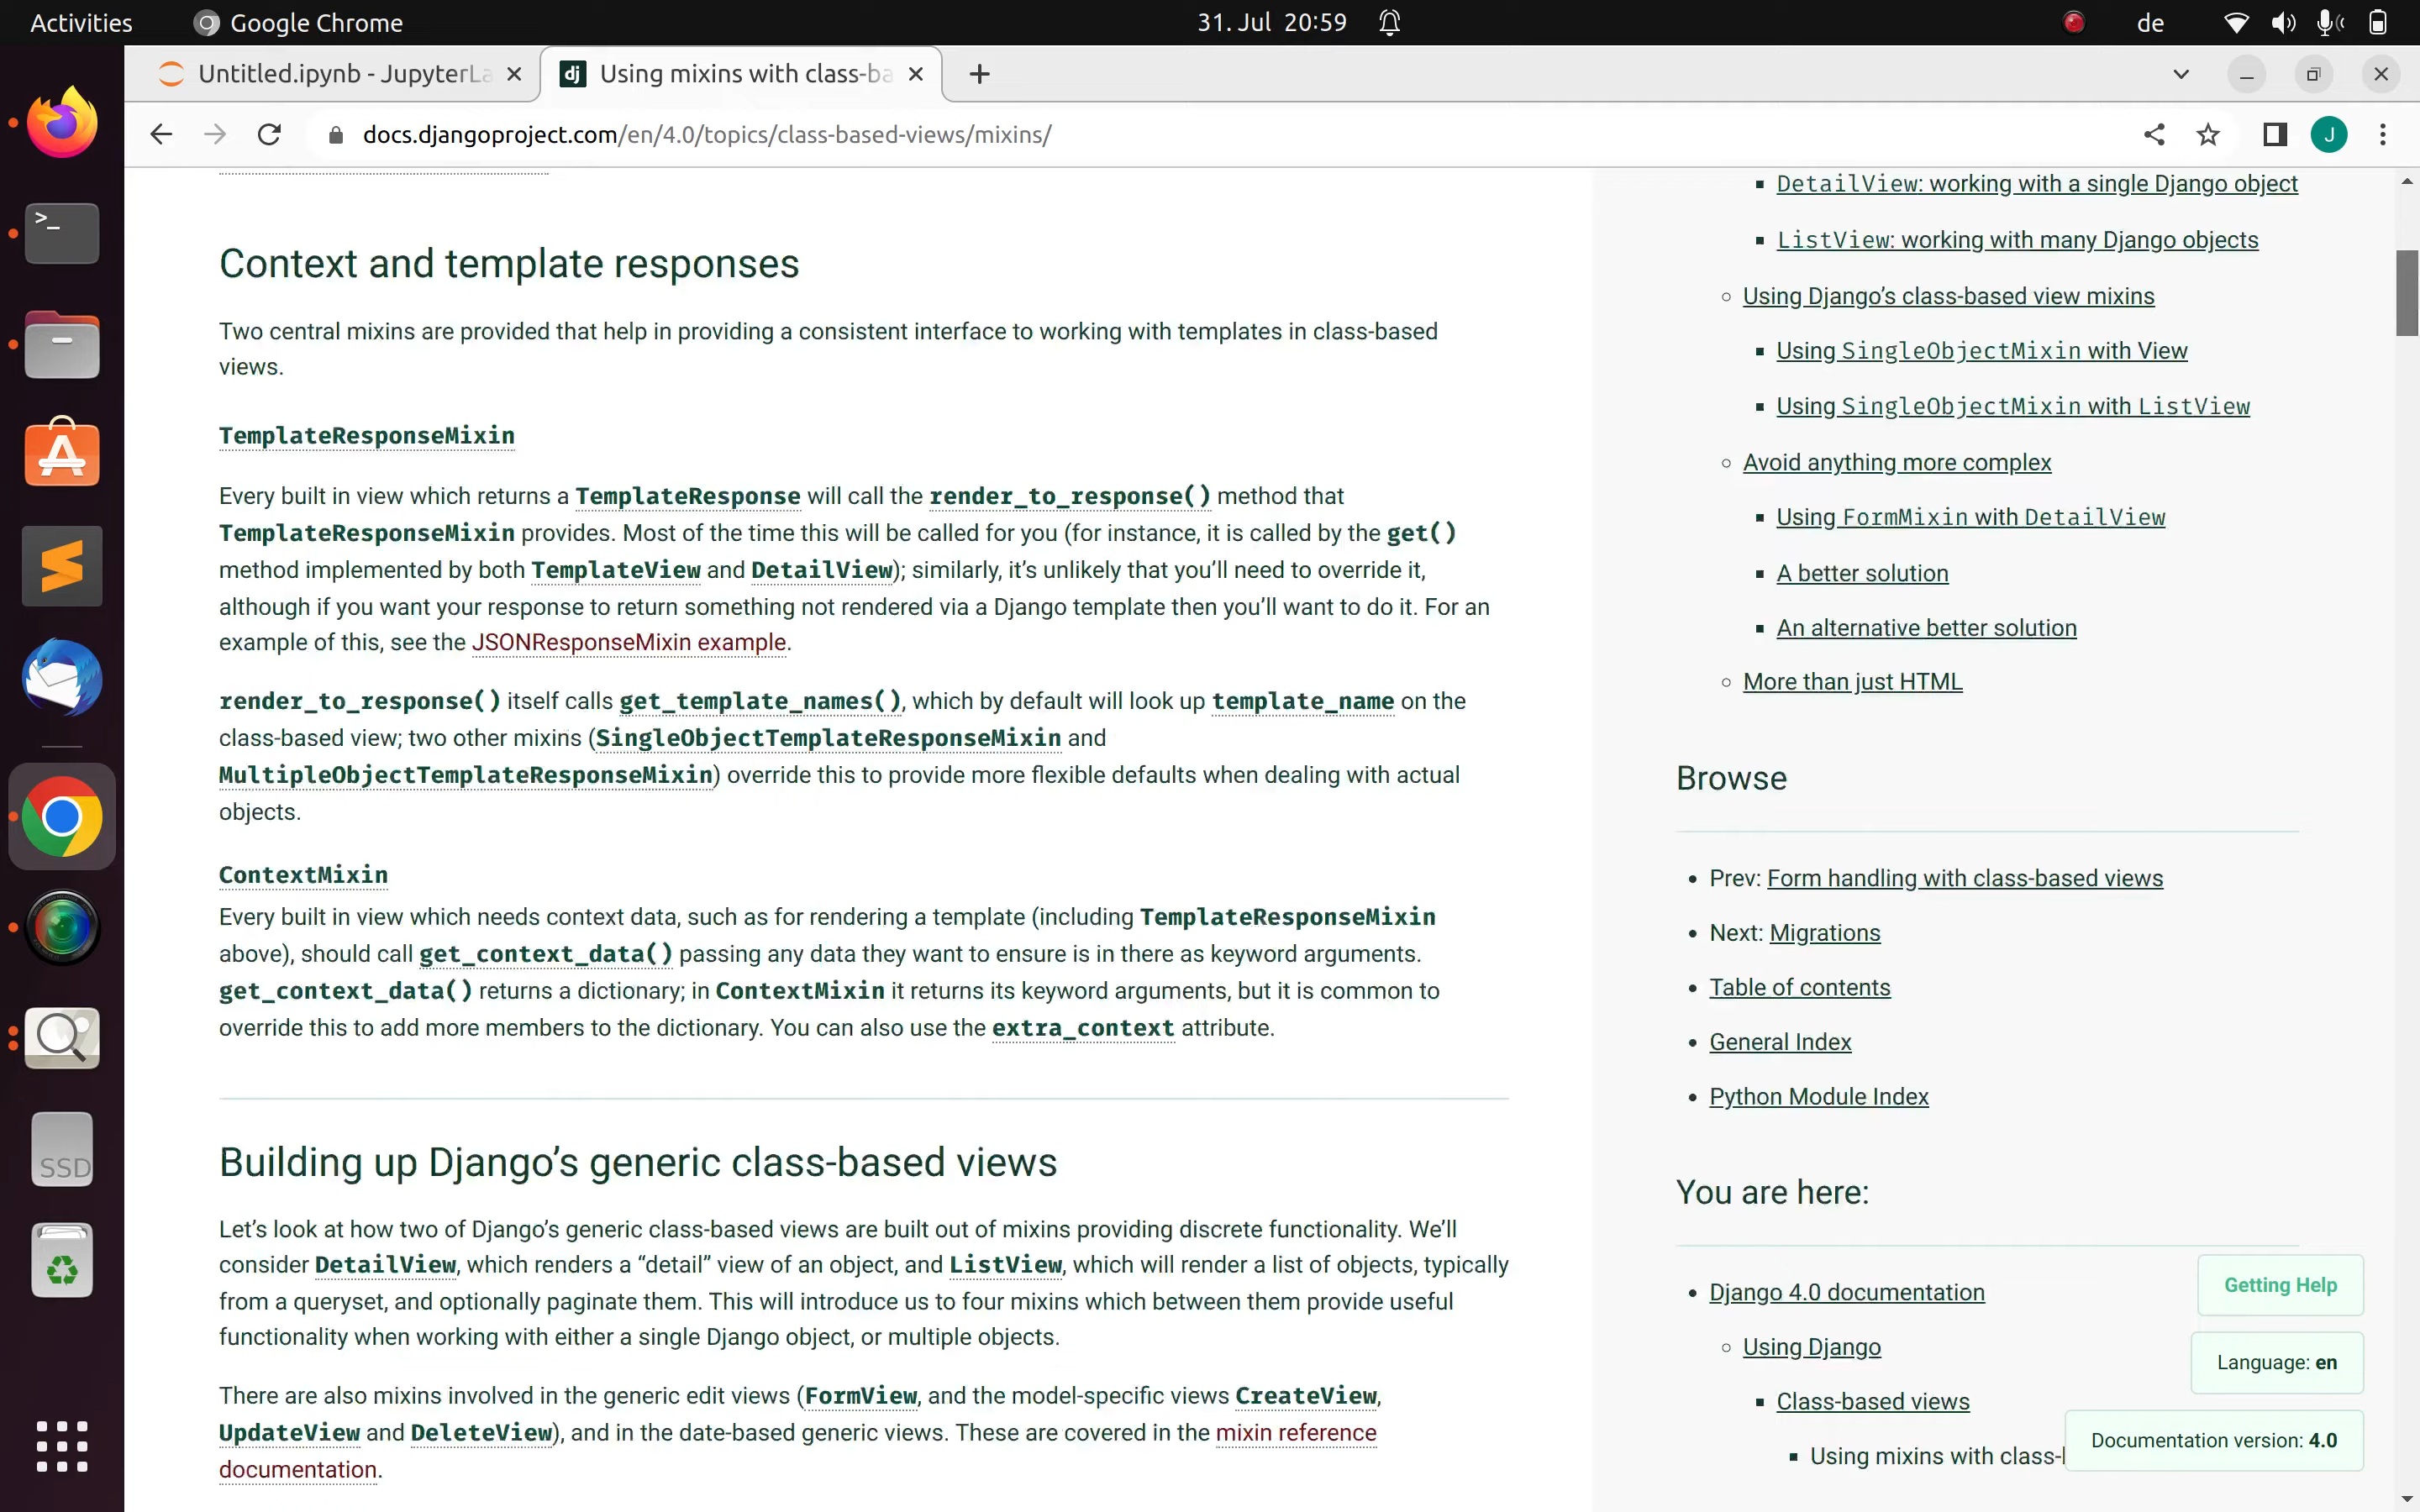 Activities
Google Chrome
31. Jul 20:59
de
Untitled.ipynb - JupyterLa
Using mixins with class-ba
docs.djangoproject.com/en/4.0/topics/class-based-views/mixins/
J
Context and template responses
Two central mixins are provided that help in providing a consistent interface to working with templates in class-based
views.
TemplateResponseMixin
Every built in view which returns a TemplateResponse will call the render_to_response() method that
TemplateResponseMixin provides. Most of the time this will be called for you (for instance, it is called by the get()
method implemented by both TemplateView and DetailView); similarly, it’s unlikely that you’ll need to override it,
although if you want your response to return something not rendered via a Django template then you’ll want to do it. For an
example of this, see the JSONResponseMixin example.
render_to_response() itself calls get_template_names(), which by default will look up template_name on the
class-based view; two other mixins (SingleObjectTemplateResponseMixin and
MultipleObjectTemplateResponseMixin) override this to provide more flexible defaults when dealing with actual
objects.
ContextMixin
Every built in view which needs context data, such as for rendering a template (including TemplateResponseMixin
above), should call get_context_data() passing any data they want to ensure is in there as keyword arguments.
get_context_data() returns a dictionary; in ContextMixin it returns its keyword arguments, but it is common to
override this to add more members to the dictionary. You can also use the extra_context attribute.
Building up Django’s generic class-based views
Let’s look at how two of Django’s generic class-based views are built out of mixins providing discrete functionality. We’ll
consider DetailView, which renders a “detail” view of an object, and ListView, which will render a list of objects, typically
from a queryset, and optionally paginate them. This will introduce us to four mixins which between them provide useful
functionality when working with either a single Django object, or multiple objects.
There are also mixins involved in the generic edit views (FormView, and the model-specific views CreateView,
UpdateView and DeleteView), and in the date-based generic views. These are covered in the mixin reference
documentation.
DetailView: working with a single Django object
ListView: working with many Django objects
Using Django’s class-based view mixins
Using SingleObjectMixin with View
Using SingleObjectMixin with ListView
Avoid anything more complex
Using FormMixin with DetailView
A better solution
An alternative better solution
More than just HTML
Browse
Prev: Form handling with class-based views
Next: Migrations
Table of contents
General Index
Python Module Index
You are here:
Django 4.0 documentation
Using Django
Class-based views
Using mixins with class-
Getting Help
Language: en
Documentation version: 4.0
SSD